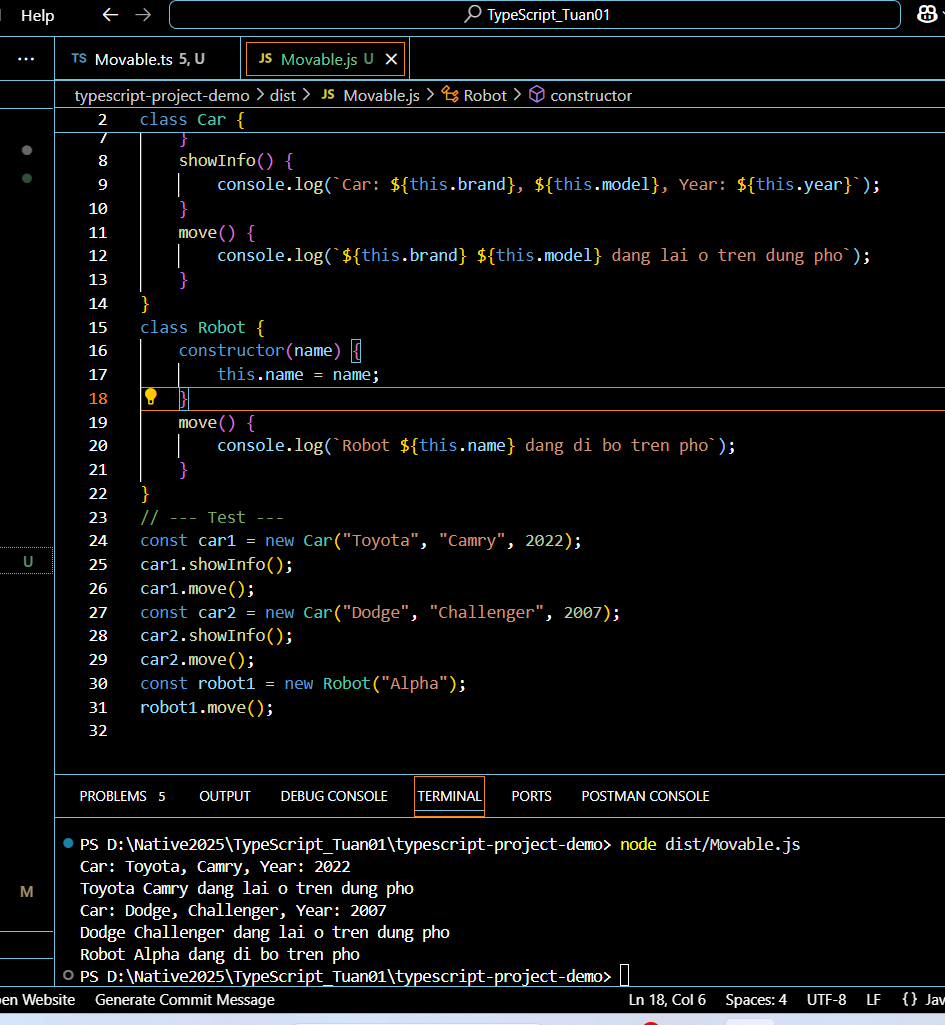 Help
TypeScript_Tuan01
TS Movable.ts 5, U
JS Movable.js U
typescript-project-demo > dist > JS Movable.js > Robot > constructor
2 class Car {
7 }
8 showInfo() {
9 console.log(`Car: ${this.brand}, ${this.model}, Year: ${this.year}`);
10 }
11 move() {
12 console.log(`${this.brand} ${this.model} dang lai o tren dung pho`);
13 }
14 }
15 class Robot {
16 constructor(name) {
17 this.name = name;
18 }
19 move() {
20 console.log(`Robot ${this.name} dang di bo tren pho`);
21 }
22 }
23 // --- Test ---
24 const car1 = new Car("Toyota", "Camry", 2022);
25 car1.showInfo();
26 car1.move();
27 const car2 = new Car("Dodge", "Challenger", 2007);
28 car2.showInfo();
29 car2.move();
30 const robot1 = new Robot("Alpha");
31 robot1.move();
32
U
M
PROBLEMS 5 OUTPUT DEBUG CONSOLE TERMINAL PORTS POSTMAN CONSOLE
PS D:\Native2025\TypeScript_Tuan01\typescript-project-demo> node dist/Movable.js
Car: Toyota, Camry, Year: 2022
Toyota Camry dang lai o tren dung pho
Car: Dodge, Challenger, Year: 2007
Dodge Challenger dang lai o tren dung pho
Robot Alpha dang di bo tren pho
PS D:\Native2025\TypeScript_Tuan01\typescript-project-demo>
en Website Generate Commit Message Ln 18, Col 6 Spaces: 4 UTF-8 LF {} Jav